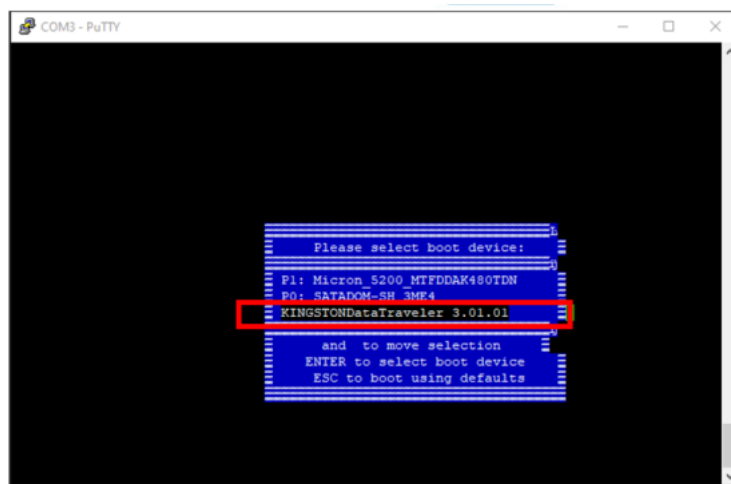 COM3 - PuTTY
Please select boot device:
P1: Micron_5200_MTFDDAK480TDN
P0: SATADOM-SH 3ME4
KINGSTONDataTraveler 3.01.01
and to move selection
ENTER to select boot device
ESC to boot using defaults